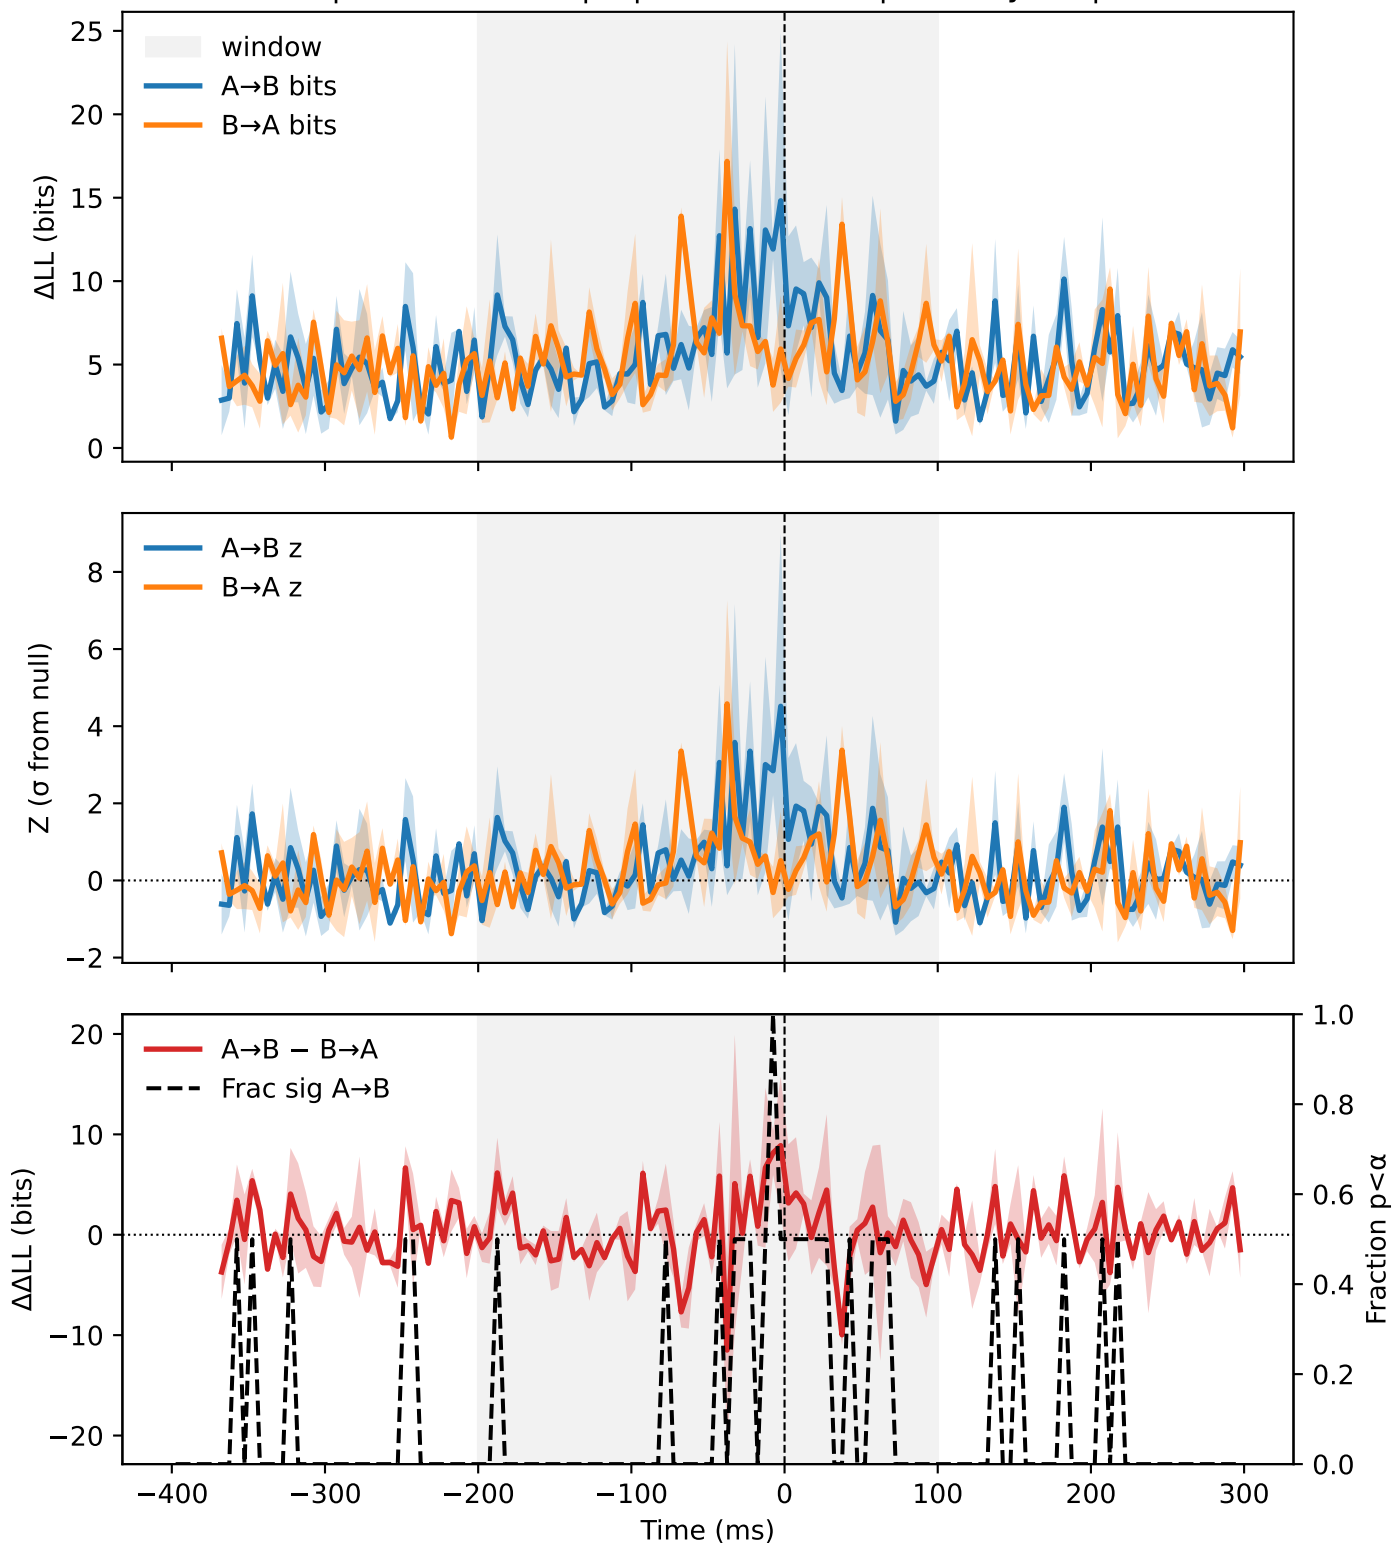 25
20
15
10
5
0
ΔLL (bits)
window
A→B bits
B→A bits
8
6
4
2
0
−2
Z (σ from null)
A→B z
B→A z
20
10
0
−10
−20
ΔΔLL (bits)
A→B − B→A
Frac sig A→B
1.0
0.8
0.6
0.4
0.2
0.0
Fraction p<α
−400 −300 −200 −100 0 100 200 300
Time (ms)